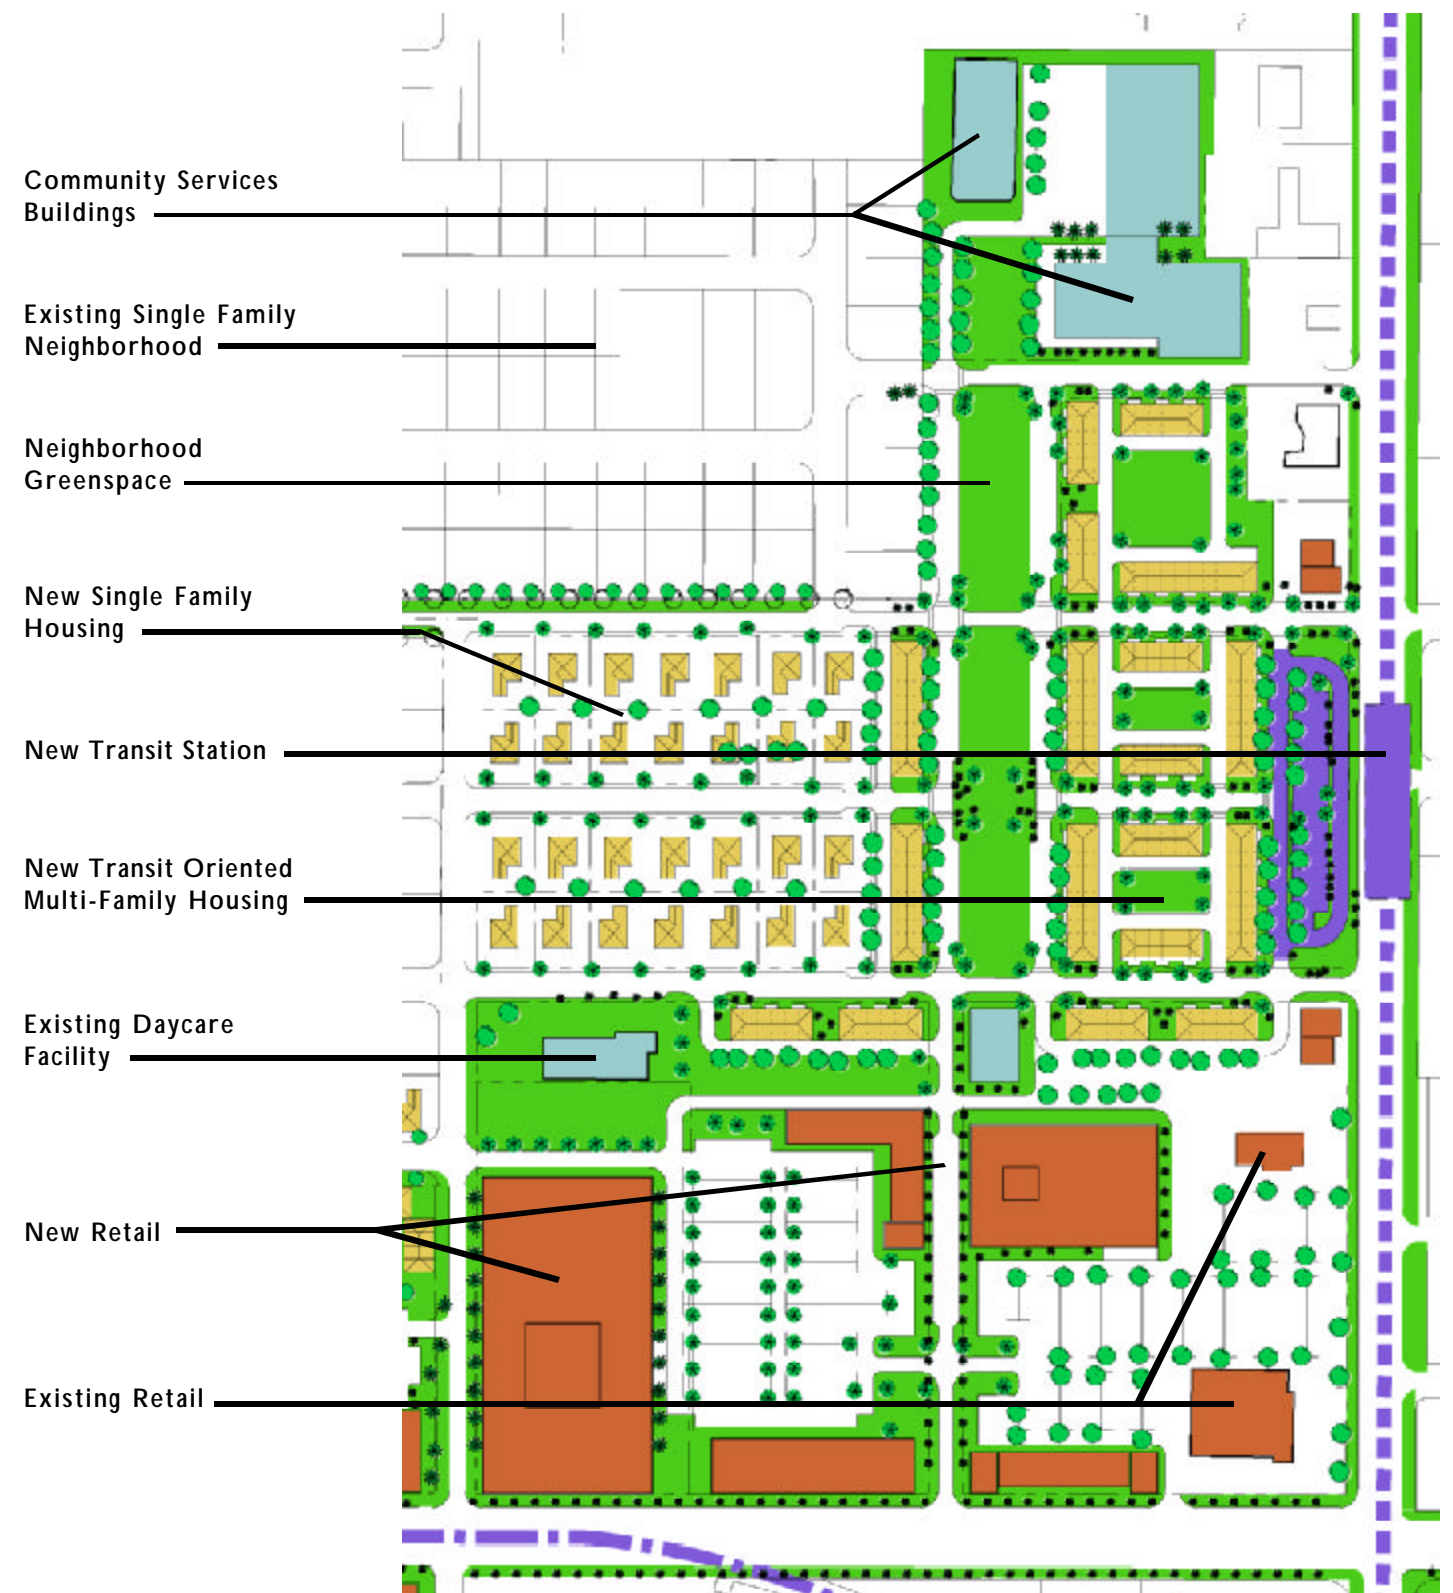 Community Services
Buildings
Existing Single Family
Neighborhood
Neighborhood
Greenspace
New Single Family
Housing
New Transit Station
New Transit Oriented
Multi-Family Housing
Existing Daycare
Facility
New Retail
Existing Retail